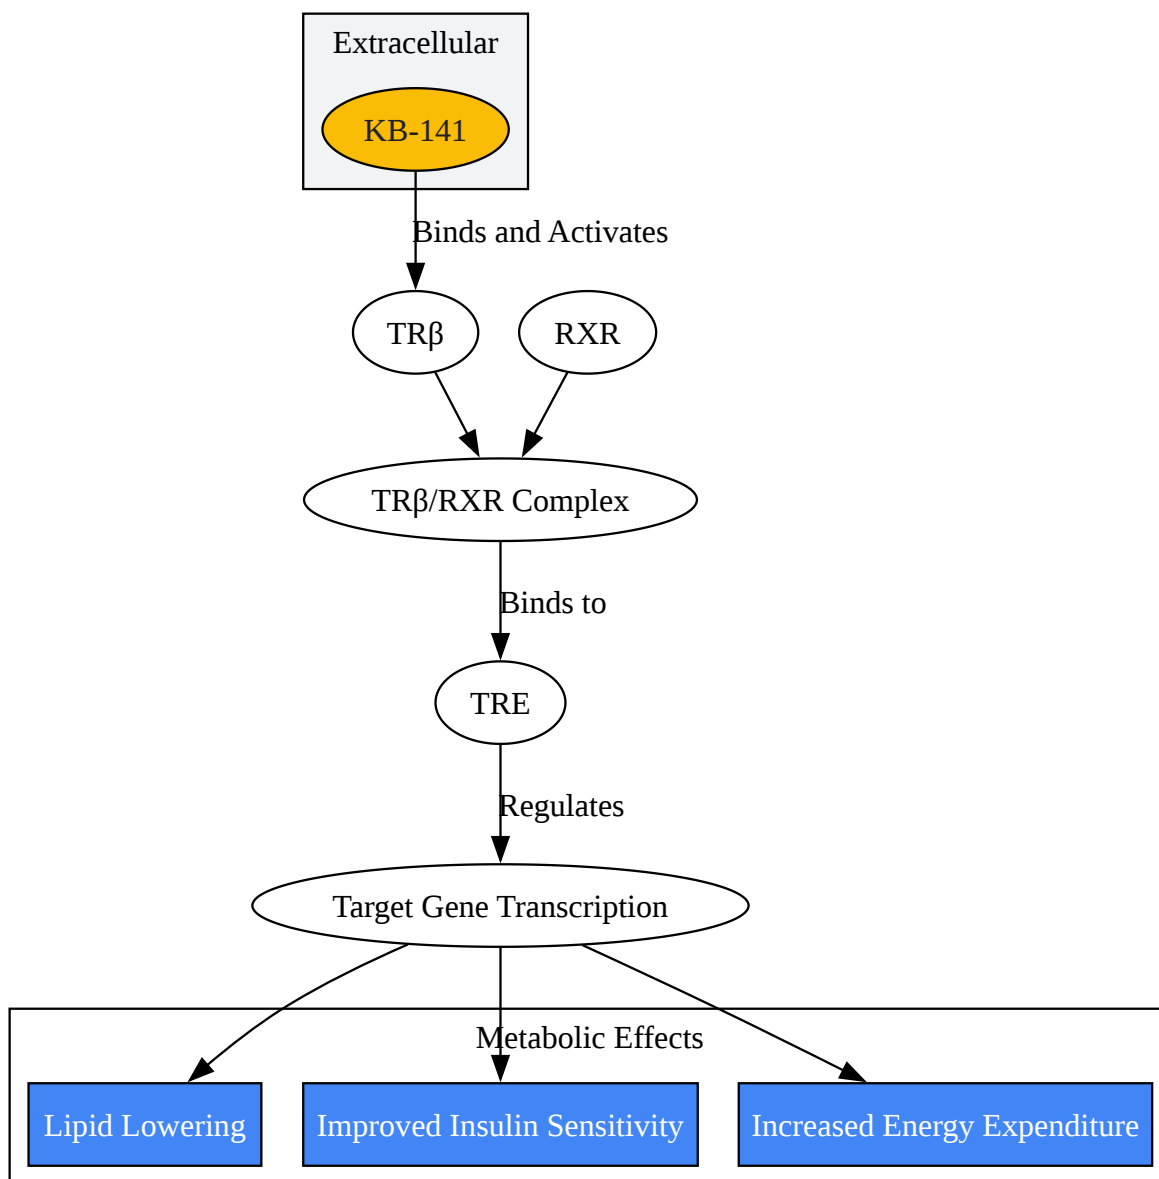 Extracellular
KB-141
Binds and Activates
TRβ
RXR
TRβ/RXR Complex
Binds to
TRE
Regulates
Target Gene Transcription
Metabolic Effects
Lipid Lowering
Improved Insulin Sensitivity
Increased Energy Expenditure